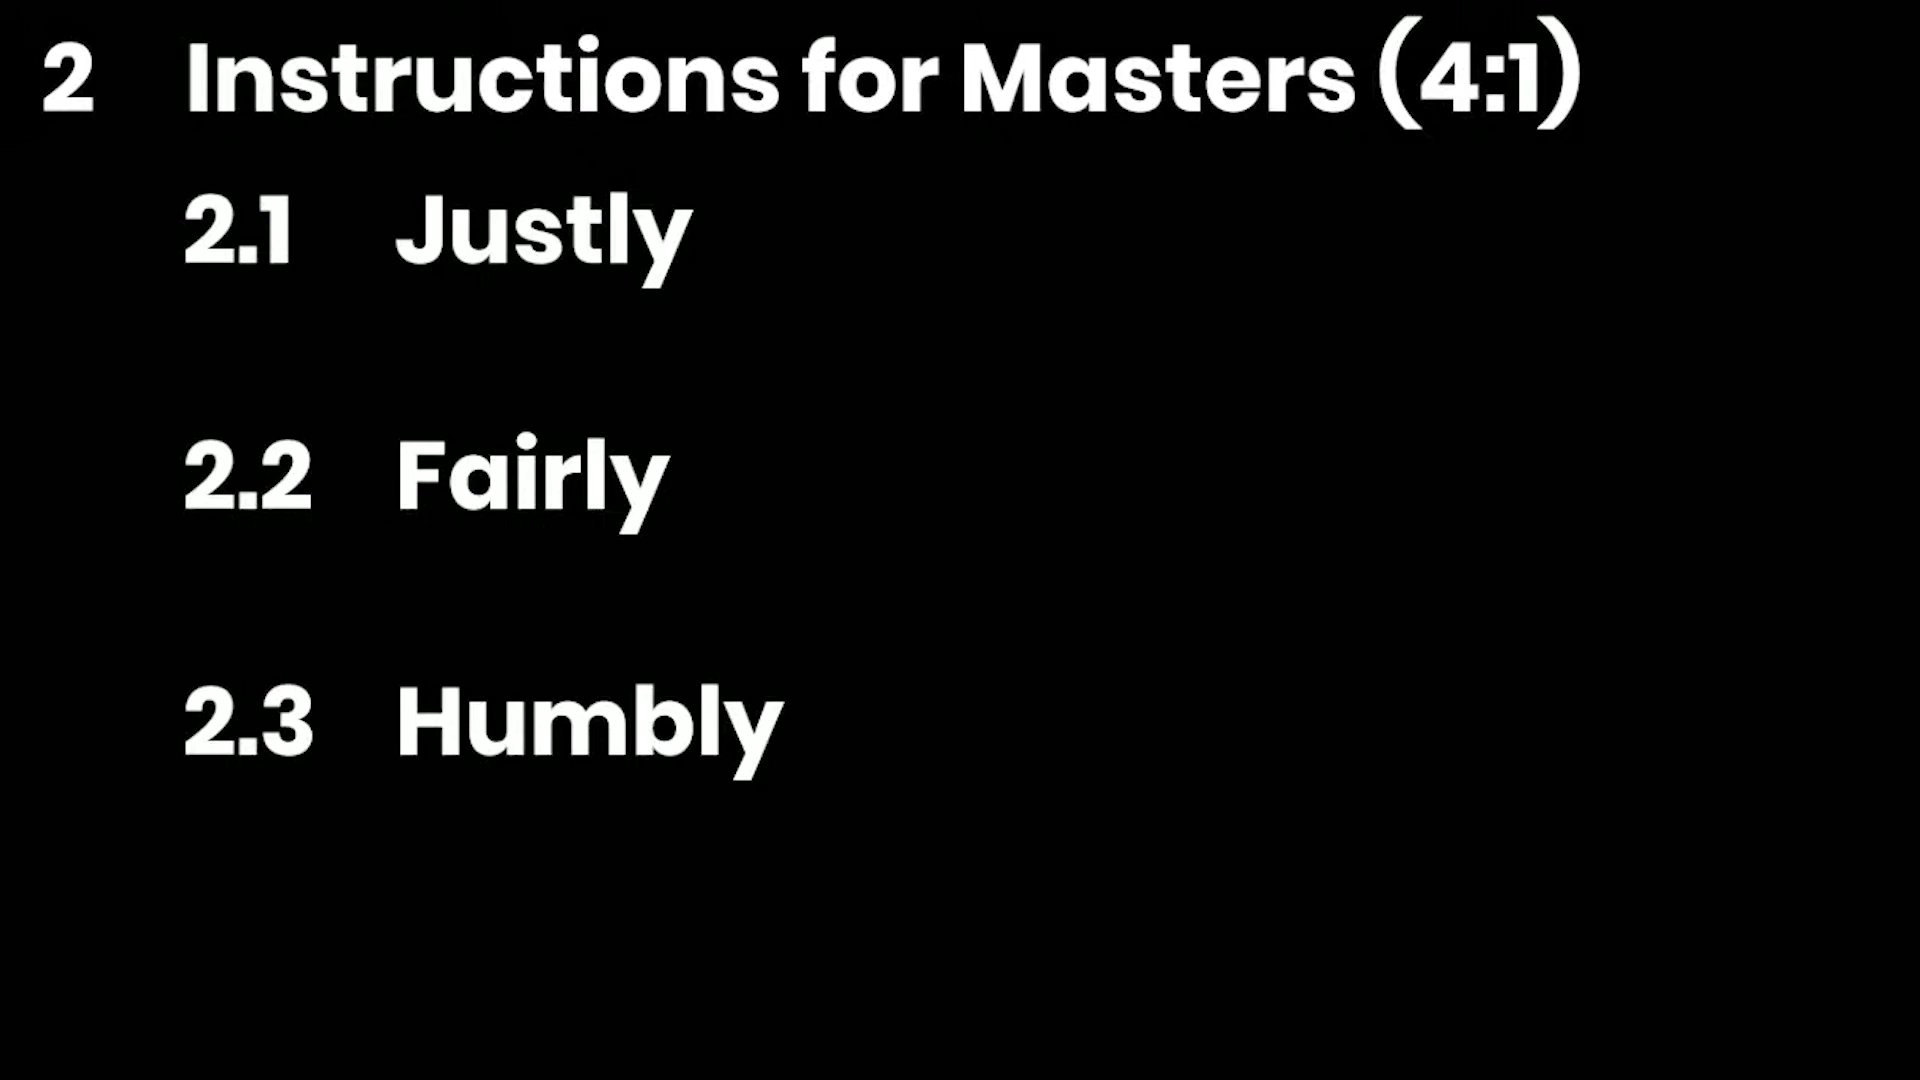 2 Instructions for Masters (4:1)
2.1 Justly
2.2 Fairly
2.3 Humbly